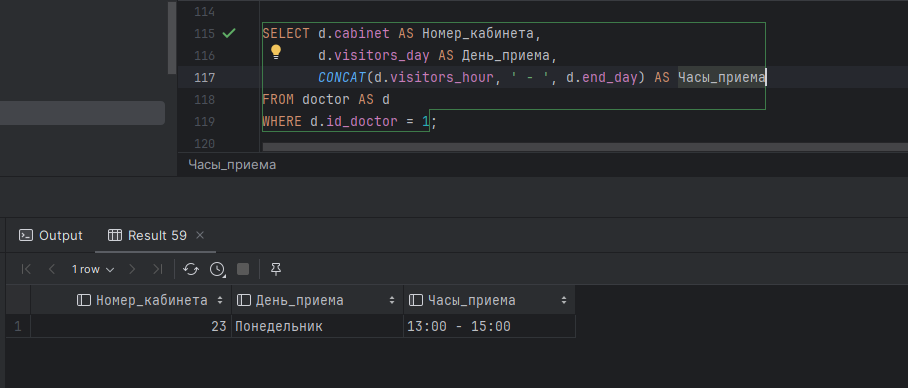 114
115 SELECT d.cabinet AS Номер_кабинета,
116 d.visitors_day AS День_приема,
117 CONCAT(d.visitors_hour, ' - ', d.end_day) AS Часы_приема
118 FROM doctor AS d
119 WHERE d.id_doctor = 1;
120
Часы_приема
Output Result 59
1 row
Номер_кабинета День_приема Часы_приема
1 23 Понедельник 13:00 - 15:00